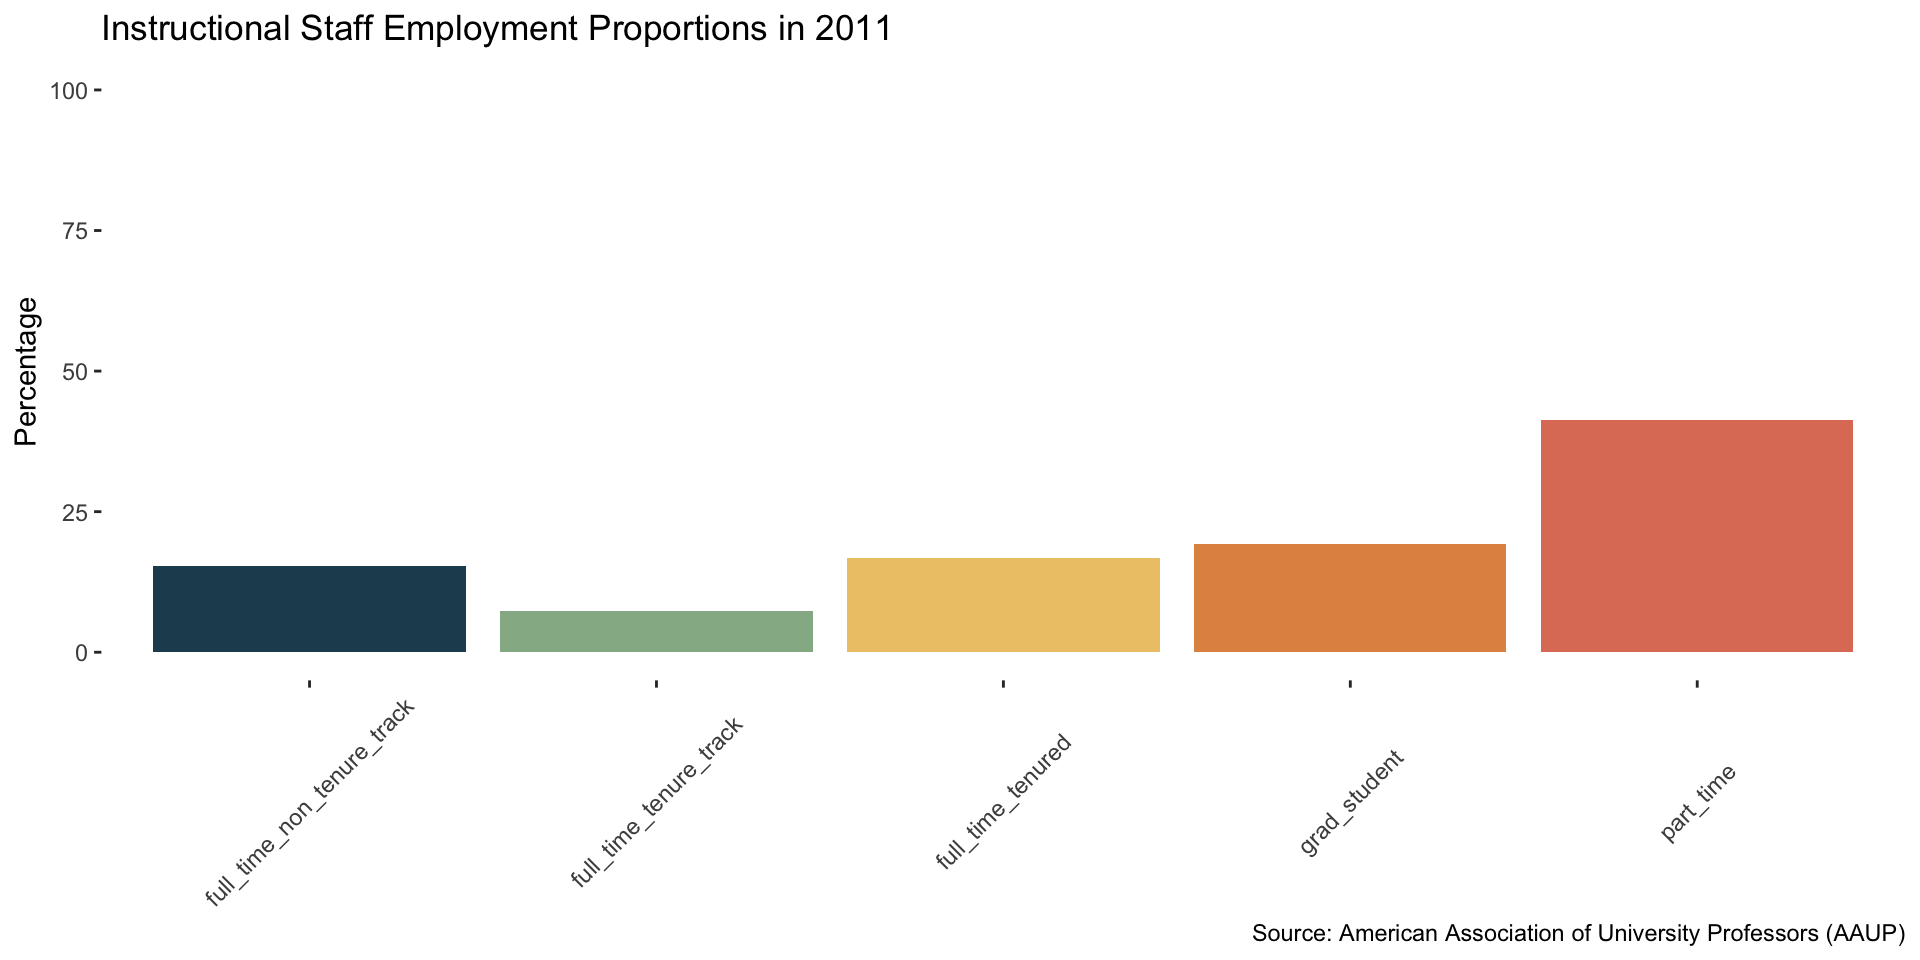 Instructional Staff Employment Proportions in 2011
Percentage
100
75
50
25
0
full_time_non_tenure_track
full_time_tenure_track
full_time_tenured
grad_student
part_time
Source: American Association of University Professors (AAUP)